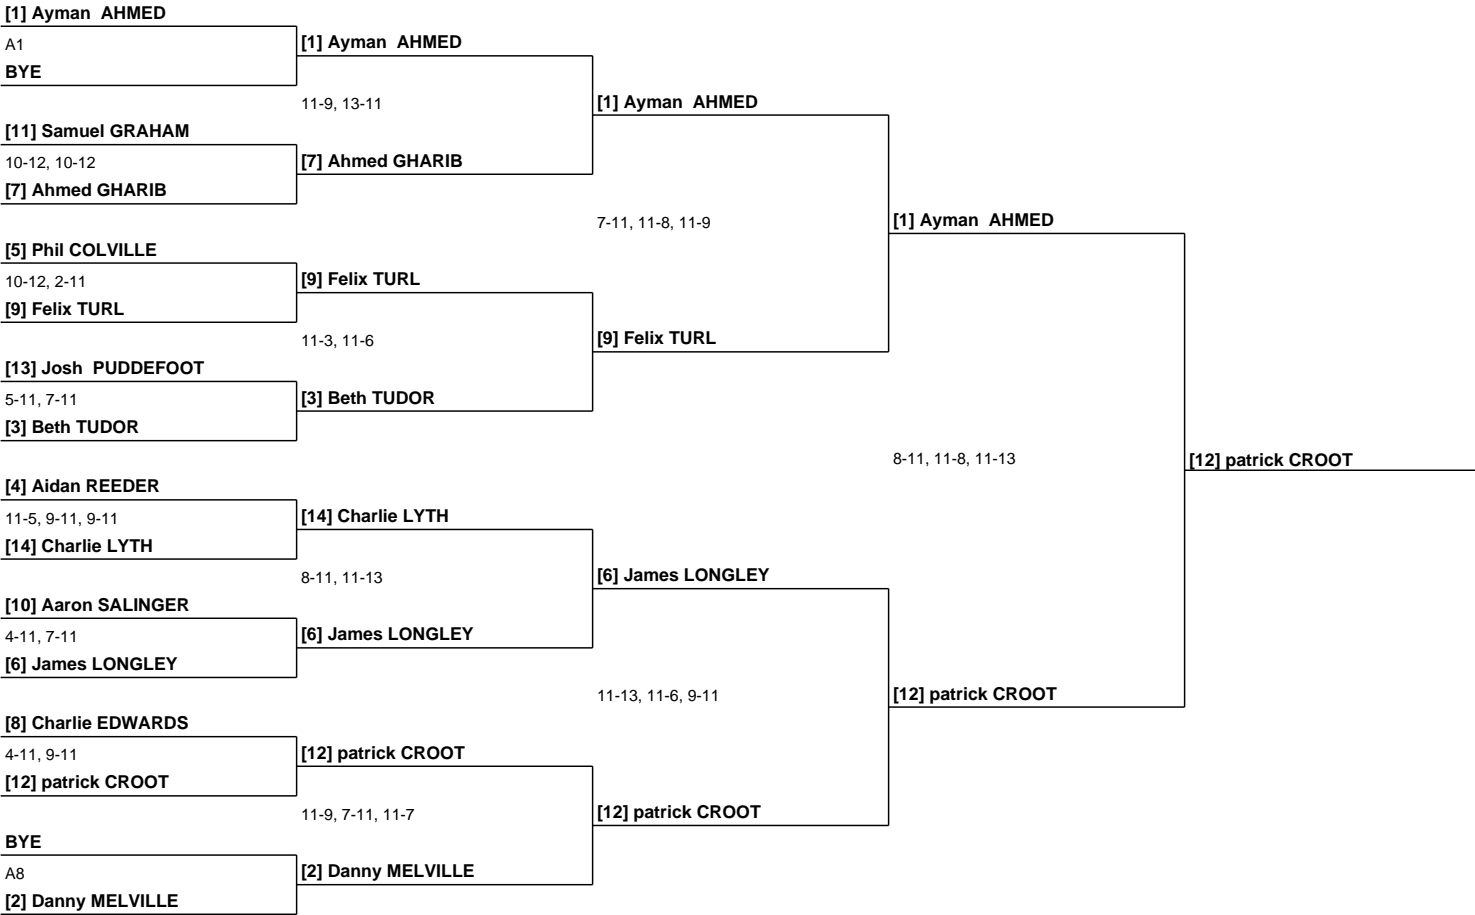 [1] Ayman  AHMED
A1
BYE
[11] Samuel GRAHAM
10-12, 10-12
[7] Ahmed GHARIB
[5] Phil COLVILLE
10-12, 2-11
[9] Felix TURL
[13] Josh  PUDDEFOOT
5-11, 7-11
[3] Beth TUDOR
[4] Aidan REEDER
11-5, 9-11, 9-11
[14] Charlie LYTH
[10] Aaron SALINGER
4-11, 7-11
[6] James LONGLEY
[8] Charlie EDWARDS
4-11, 9-11
[12] patrick CROOT
BYE
A8
[2] Danny MELVILLE
[1] Ayman  AHMED
11-9, 13-11
[7] Ahmed GHARIB
[9] Felix TURL
11-3, 11-6
[3] Beth TUDOR
[14] Charlie LYTH
8-11, 11-13
[6] James LONGLEY
[12] patrick CROOT
11-9, 7-11, 11-7
[2] Danny MELVILLE
[1] Ayman  AHMED
7-11, 11-8, 11-9
[9] Felix TURL
[6] James LONGLEY
11-13, 11-6, 9-11
[12] patrick CROOT
[1] Ayman  AHMED
8-11, 11-8, 11-13
[12] patrick CROOT
[12] patrick CROOT